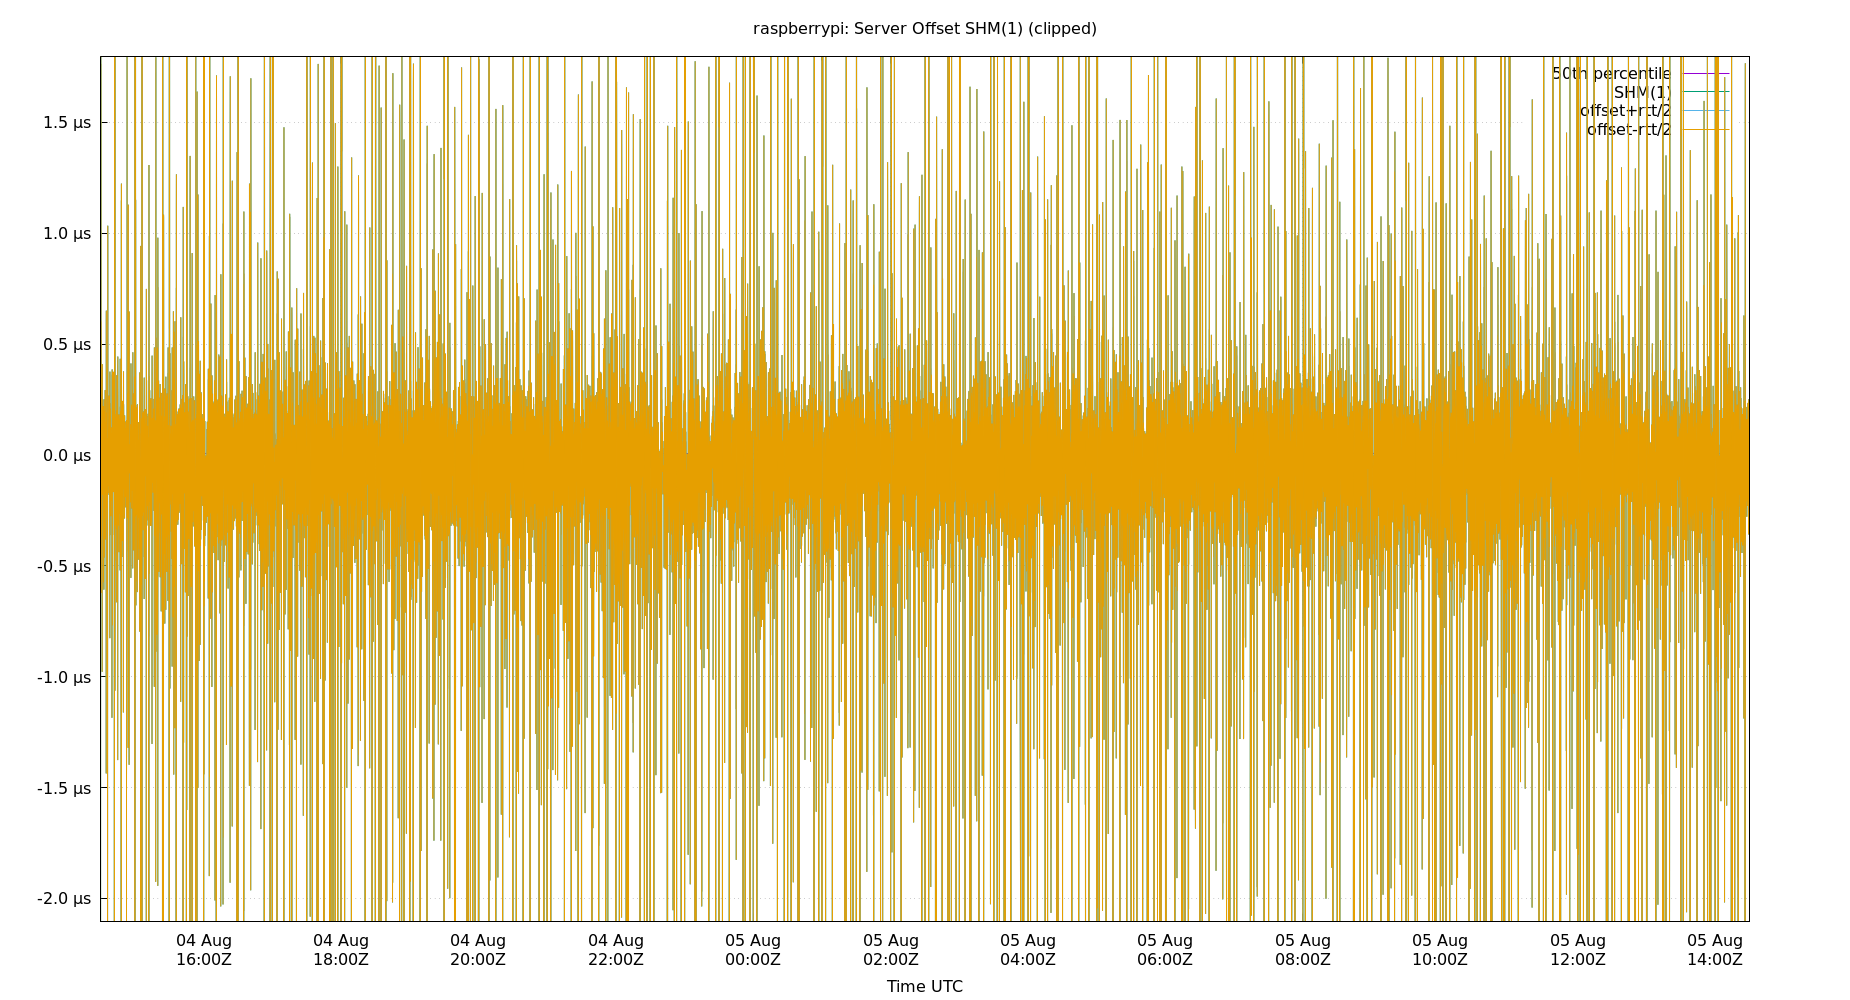 raspberrypi: Server Offset SHM(1) (clipped)
50th percentile
SHM(1)
offset+rtt/2
offset-rtt/2
1.5 µs
1.0 µs
0.5 µs
0.0 µs
-0.5 µs
-1.0 µs
-1.5 µs
-2.0 µs
04 Aug 04 Aug 04 Aug 04 Aug 05 Aug 05 Aug 05 Aug 05 Aug 05 Aug 05 Aug 05 Aug 05 Aug
16:00Z 18:00Z 20:00Z 22:00Z 00:00Z 02:00Z 04:00Z 06:00Z 08:00Z 10:00Z 12:00Z 14:00Z
Time UTC